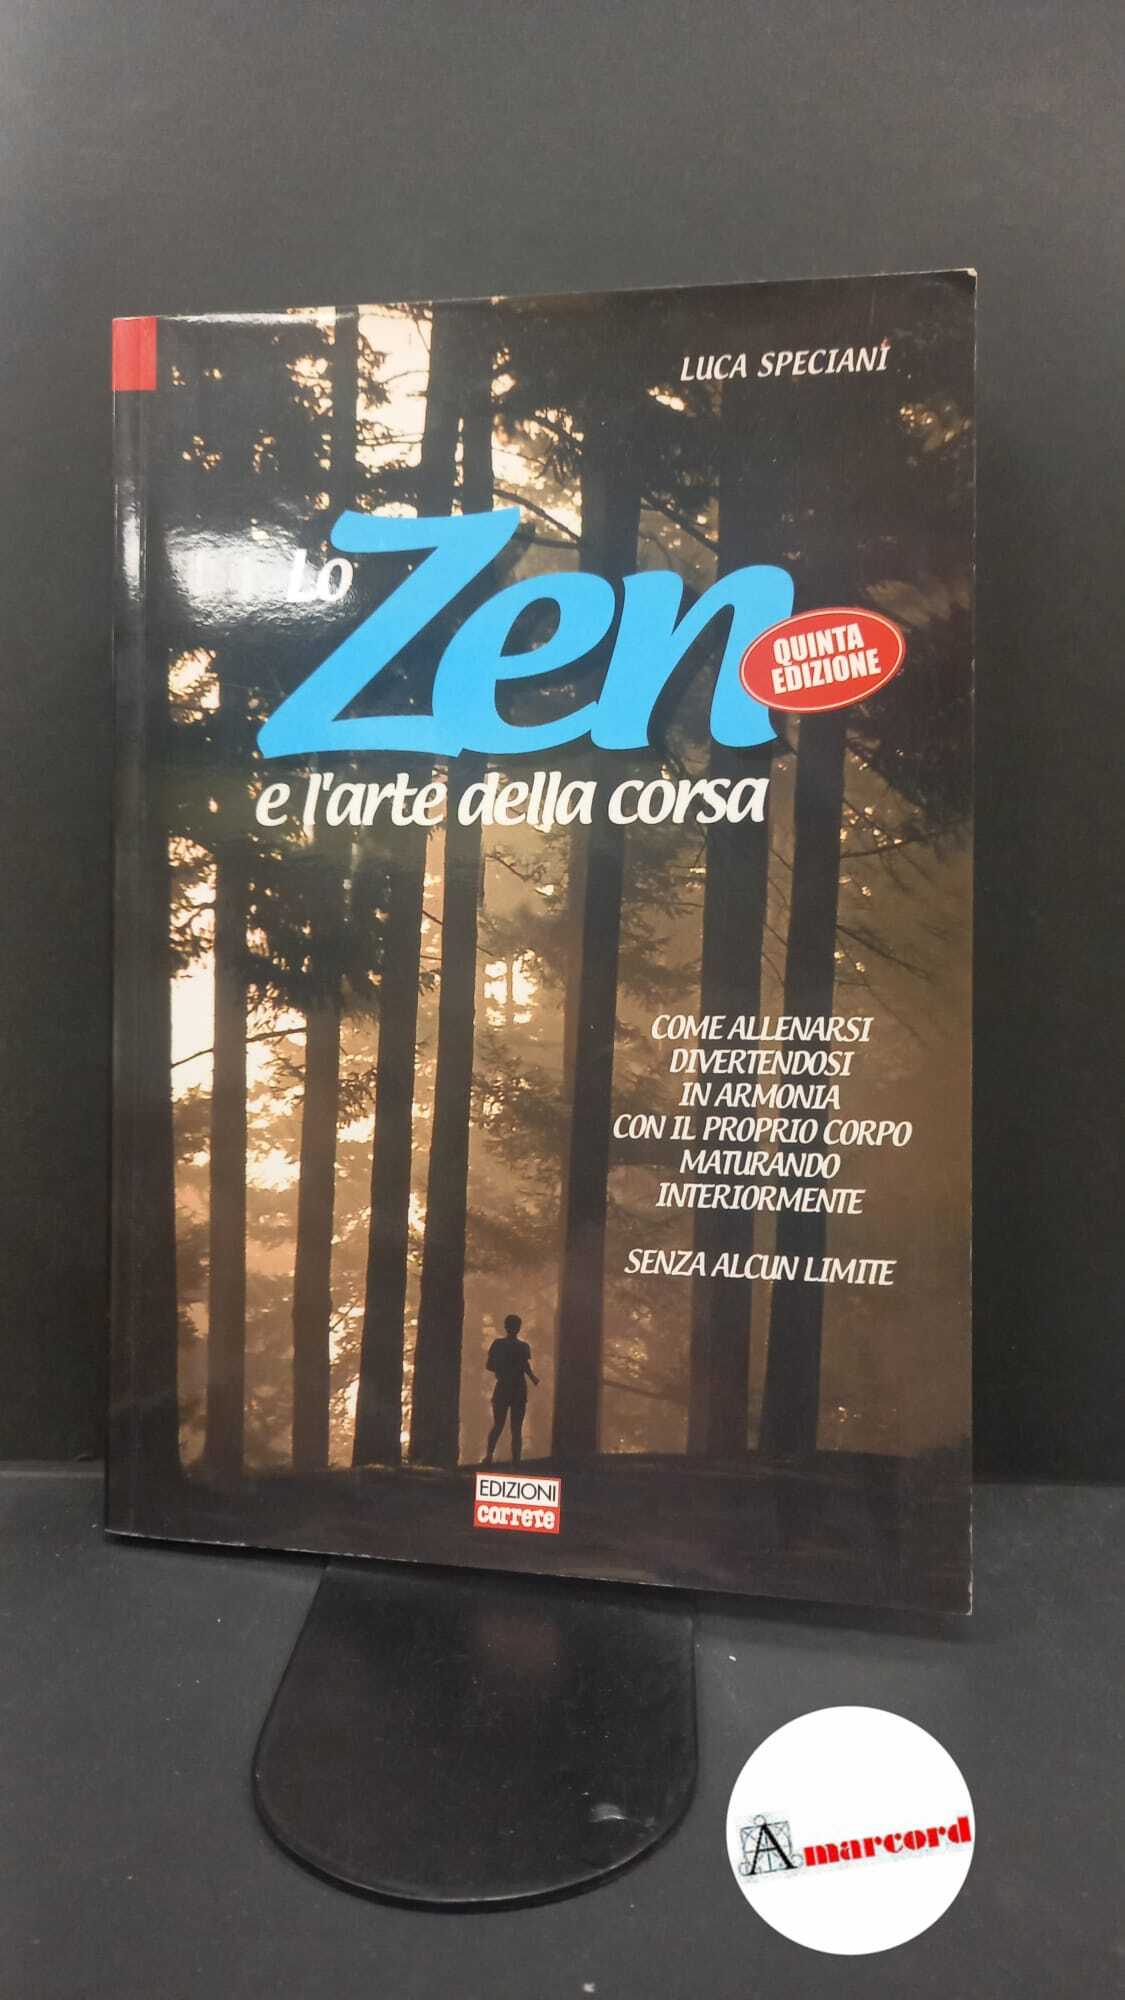 LUCA SPECIANI
Lo Zen
QUINTA
EDIZIONE
e l'arte della corsa
COME ALLENARSI
DIVERTENDOSI
IN ARMONIA
CON IL PROPRIO CORPO
MATURANDO
INTERIORMENTE
SENZA ALCUN LIMITE
EDIZIONI
correre
Amarcord